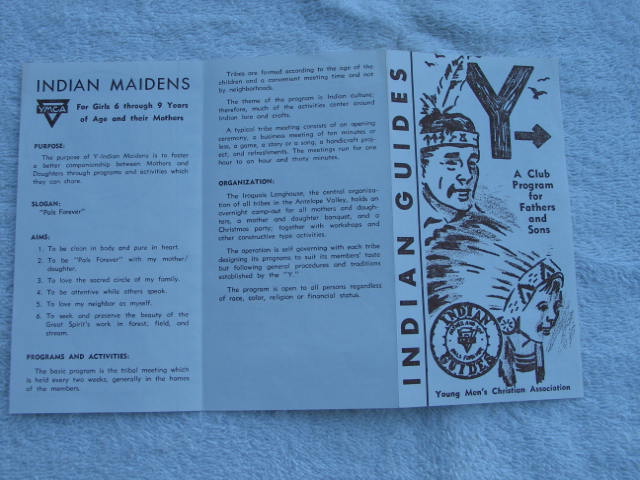 INDIAN MAIDENS
YMCA
For Girls 6 through 9 Years
of Age and their Mothers
PURPOSE:
The purpose of Y-Indian Maidens is to foster
a better companionship between Mothers and
Daughters through programs and activities which
they can share.
SLOGAN:
"Pals Forever"
AIMS:
1. To be clean in body and pure in heart.
2. To be "Pals Forever" with my mother/
daughter.
3. To love the sacred circle of my family.
4. To be attentive while others speak.
5. To love my neighbor as myself.
6. To seek and preserve the beauty of the
Great Spirit's work in forest, field, and
stream.
PROGRAMS AND ACTIVITIES:
The basic program is the tribal meeting which
is held every two weeks, generally in the homes
of the members.
Tribes are formed according to the age of the
children and a convenient meeting time and not
by neighborhoods.
The theme of the program is Indian culture;
therefore, much of the activities center around
Indian lore and crafts.
A typical tribe meeting consists of an opening
ceremony, a business meeting of ten minutes or
less, a game, a story or a song, a handicraft proj-
ect, and refreshments. The meetings run for one
hour to an hour and thirty minutes.
ORGANIZATION:
The Iroquois Longhouse, the central organiza-
tion of all tribes in the Antelope Valley, holds an
overnight camp-out for all mothers and daugh-
ters, a mother and daughter banquet, and a
Christmas party; together with workshops and
other constructive type activities.
The operation is self governing with each tribe
designing its programs to suit its members' taste
but following general procedures and traditions
established by the "Y."
The program is open to all persons regardless
of race, color, religion or financial status.
INDIAN GUIDES
Y
A Club
Program
for
Fathers
and
Sons
INDIAN
GUIDES
Young Men's Christian Association